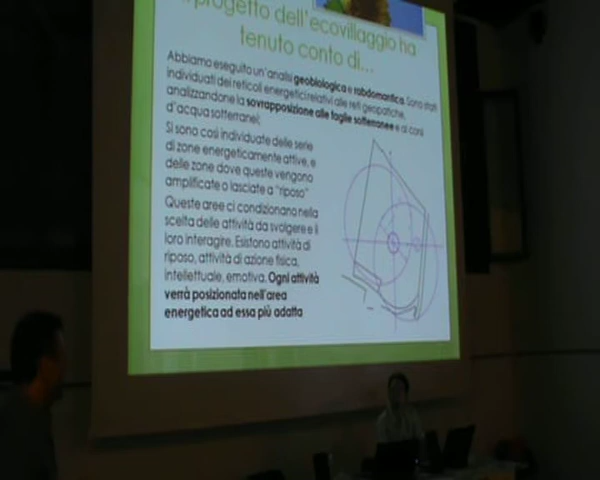 progetto dell'ecovillaggio ha
tenuto conto di...
Abbiamo eseguito un'analisi geobiologica e rabdomantica. Sono stati
individuati dei reticoli energetici relativi alle reti geopatiche,
analizzandone la sovrapposizione alle faglie sotterranee e ai corsi
d'acqua sotterranei;
Si sono così individuate delle serie
di zone energeticamente attive, e
delle zone dove queste vengono
amplificate o lasciate a "riposo"
Queste aree ci condizionano nella
scelta delle attività da svolgere e il
loro interagire. Esistono attività di
riposo, attività di azione fisica,
intellettuale, emotiva. Ogni attività
verrà posizionata nell'area
energetica ad essa più adatta